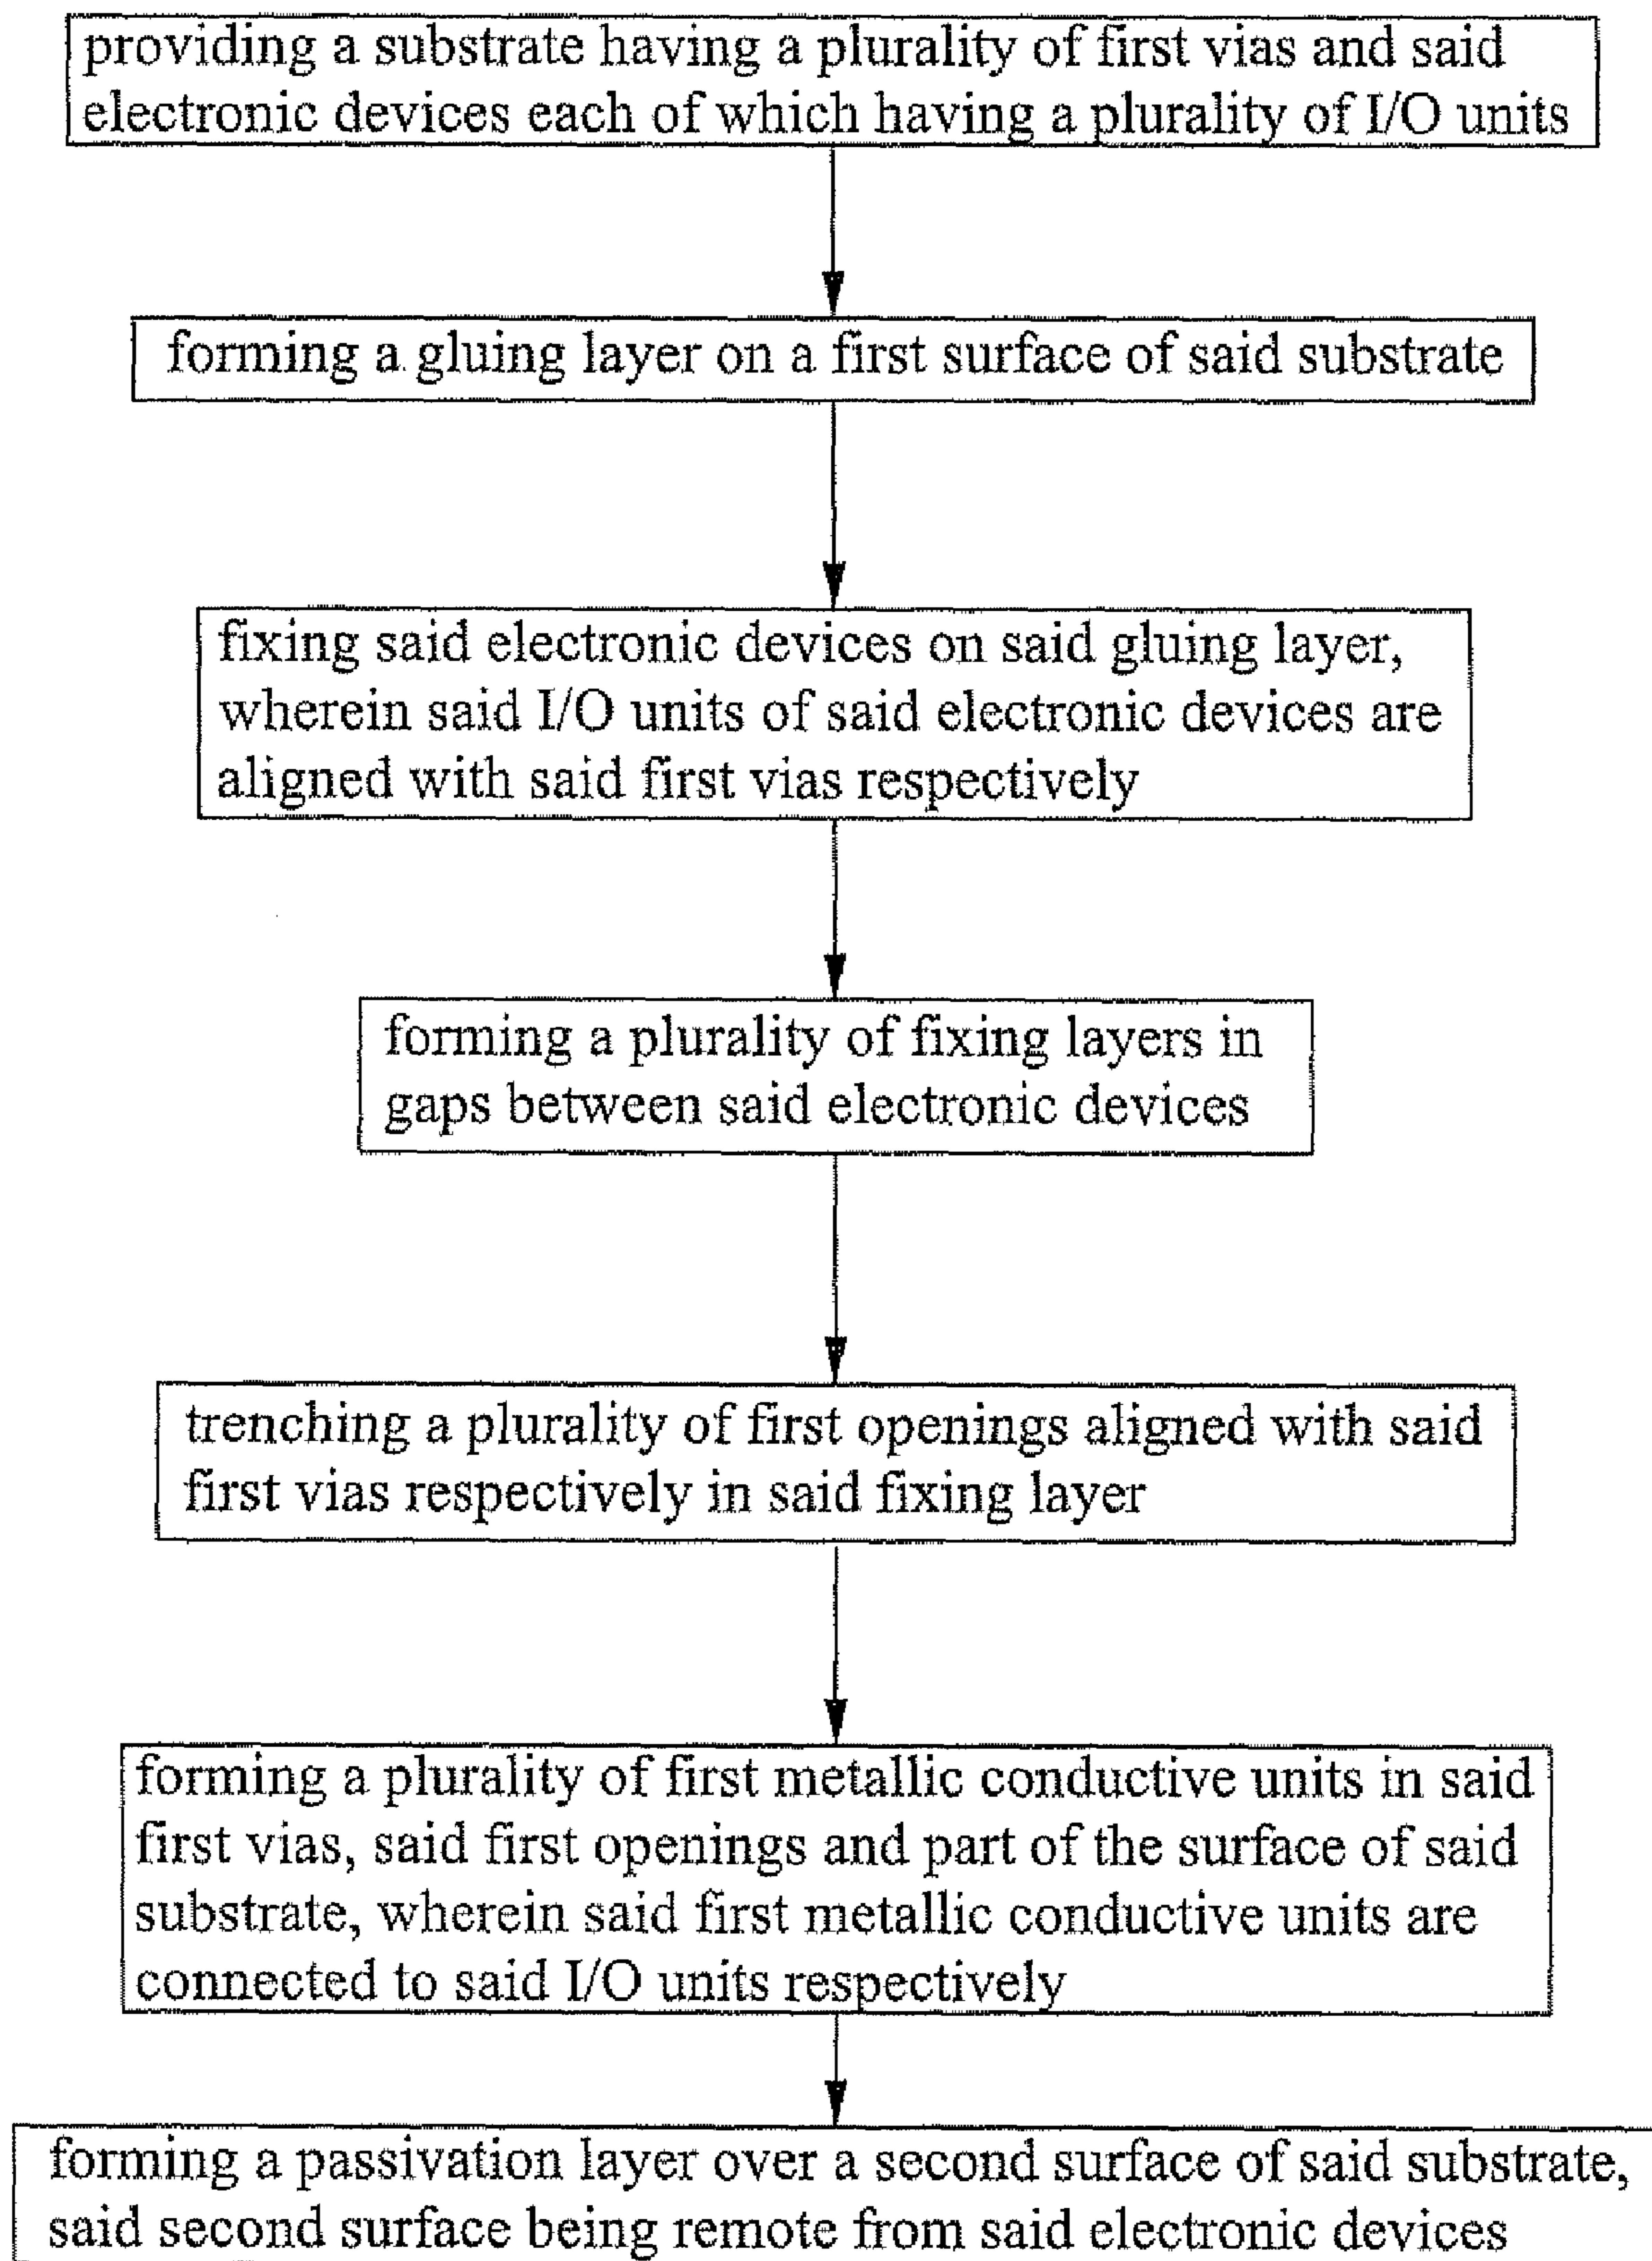 providing a substrate having a plurality of first vias and said
electronic devices each of which having a plurality of I/O units
forming a gluing layer on a first surface of said substrate
fixing said electronic devices on said gluing layer,
wherein said I/O units of said electronic devices are
aligned with said first vias respectively
forming a plurality of fixing layers in
gaps between said electronic devices
trenching a plurality of first openings aligned with said
first vias respectively in said fixing layer
forming a plurality of first metallic conductive units in said
first vias, said first openings and part of the surface of said
substrate, wherein said first metallic conductive units are
connected to said I/O units respectively
forming a passivation layer over a second surface of said substrate,
said second surface being remote from said electronic devices